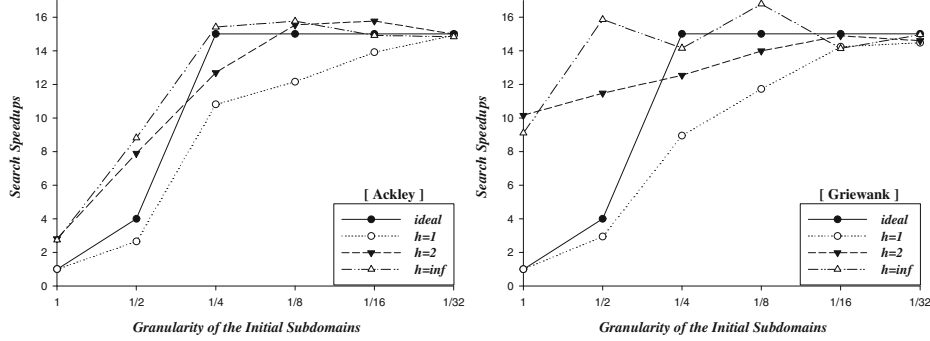 16
14
12
10
8
6
4
2
0
Search Speedups
[ Ackley ]
ideal
h=1
h=2
h=inf
1 1/2 1/4 1/8 1/16 1/32
Granularity of the Initial Subdomains
16
14
12
10
8
6
4
2
0
Search Speedups
[ Griewank ]
ideal
h=1
h=2
h=inf
1 1/2 1/4 1/8 1/16 1/32
Granularity of the Initial Subdomains